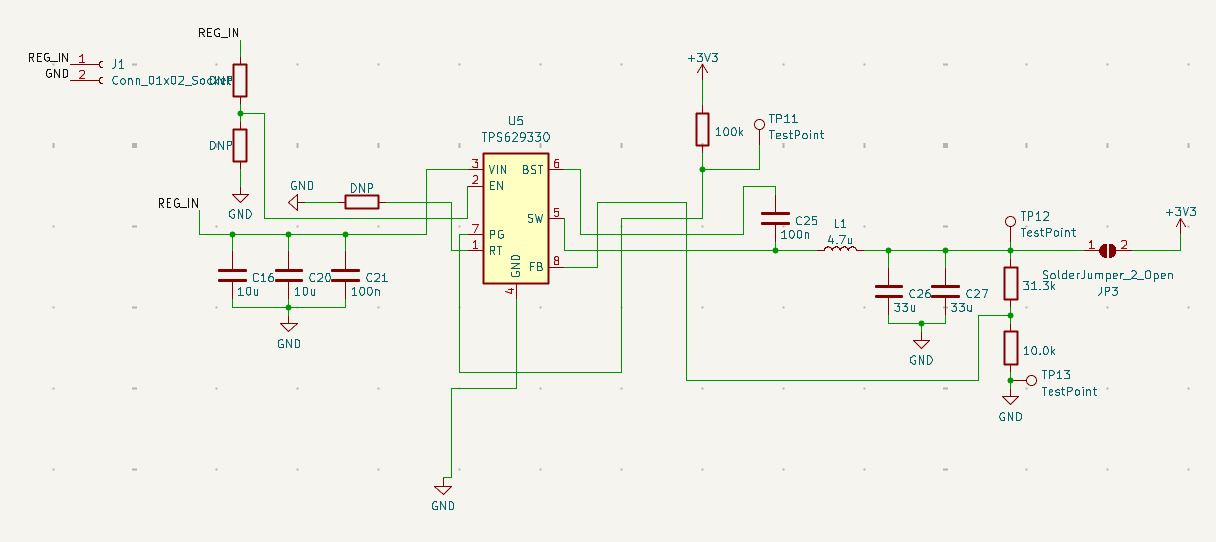 REG_IN
REG_IN 1 J1
GND 2 Conn_01x02_Socket
DNP
DNP
GND
REG_IN
GND
DNP
C16
10u
C20
10u
C21
100n
GND
U5
TPS629330
3 VIN
2 EN
7 PG
1 RT
BST 6
SW 5
FB 8
GND
4
GND
+3V3
100k
TP11
TestPoint
C25
100n
L1
4.7u
C26
33u
C27
33u
GND
TP12
TestPoint
31.3k
10.0k
TP13
TestPoint
GND
+3V3
1 2
SolderJumper_2_Open
JP3